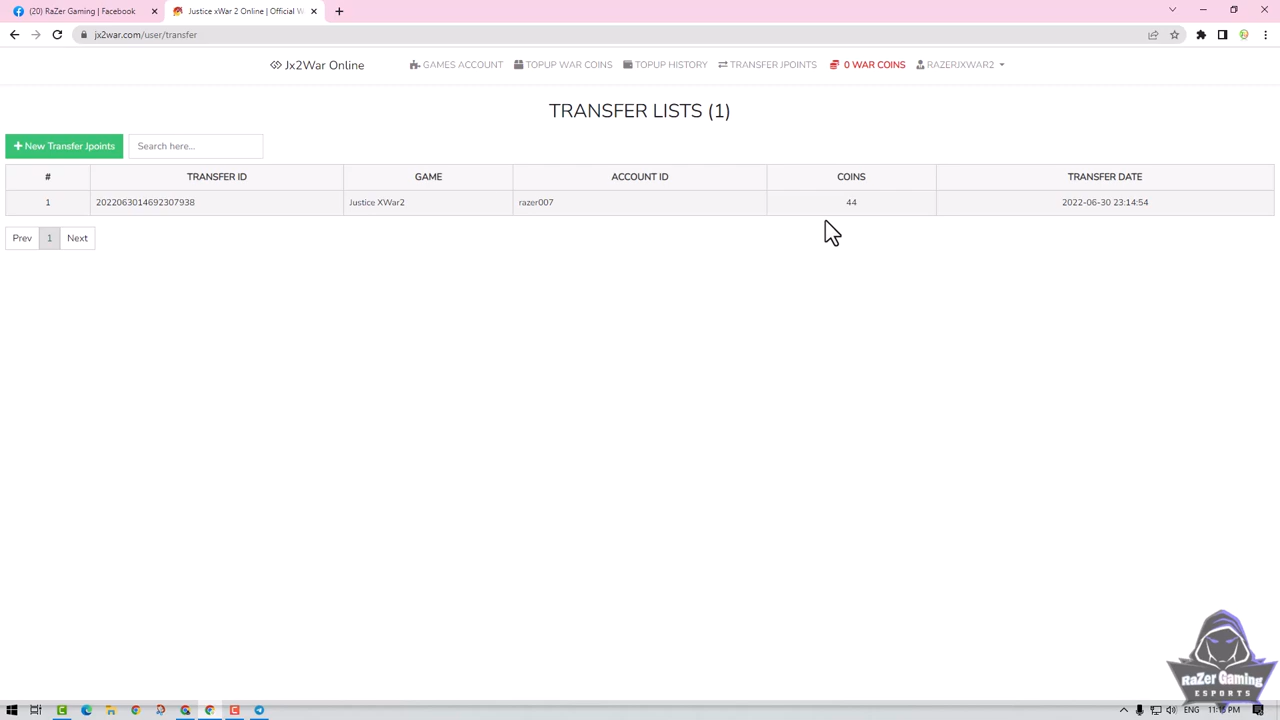 (20) RaZer Gaming | Facebook
Justice xWar 2 Online | Official W
jx2war.com/user/transfer
Jx2War Online
GAMES ACCOUNT
TOPUP WAR COINS
TOPUP HISTORY
TRANSFER JPOINTS
0 WAR COINS
RAZERJXWAR2
TRANSFER LISTS (1)
New Transfer Jpoints
Search here...
# TRANSFER ID GAME ACCOUNT ID COINS TRANSFER DATE
1 2022063014692307938 Justice XWar2 razer007 44 2022-06-30 23:14:54
Prev 1 Next
RaZer Gaming
ESPORTS
ENG